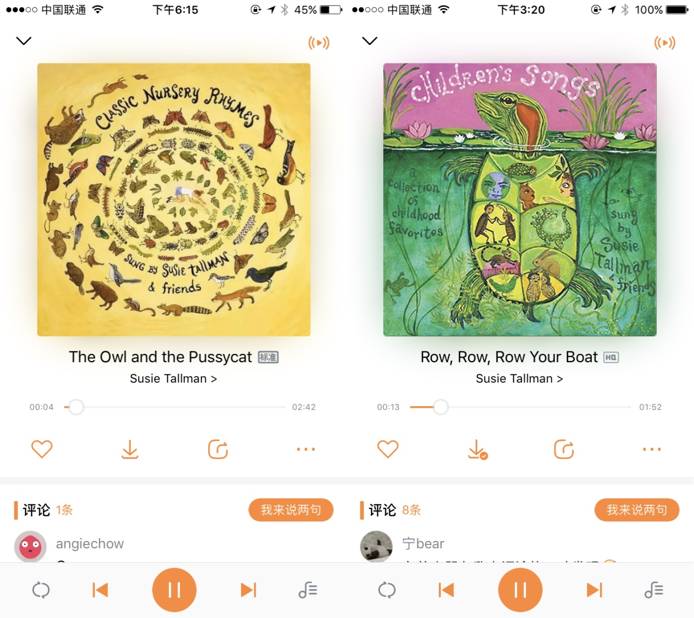 中国联通
下午6:15
45%
CLASSIC NURSERY RHYMES
SUNG BY SUSIE TALLMAN
& friends
The Owl and the Pussycat 标准
Susie Tallman >
00:04
02:42
评论 1条
我来说两句
angiechow
中国联通
下午3:20
100%
CHildren's Songs
a
collection
of
childhood
favorites
sung
by
Susie
Tallman
& friends
Row, Row, Row Your Boat HQ
Susie Tallman >
00:13
01:52
评论 8条
我来说两句
宁bear